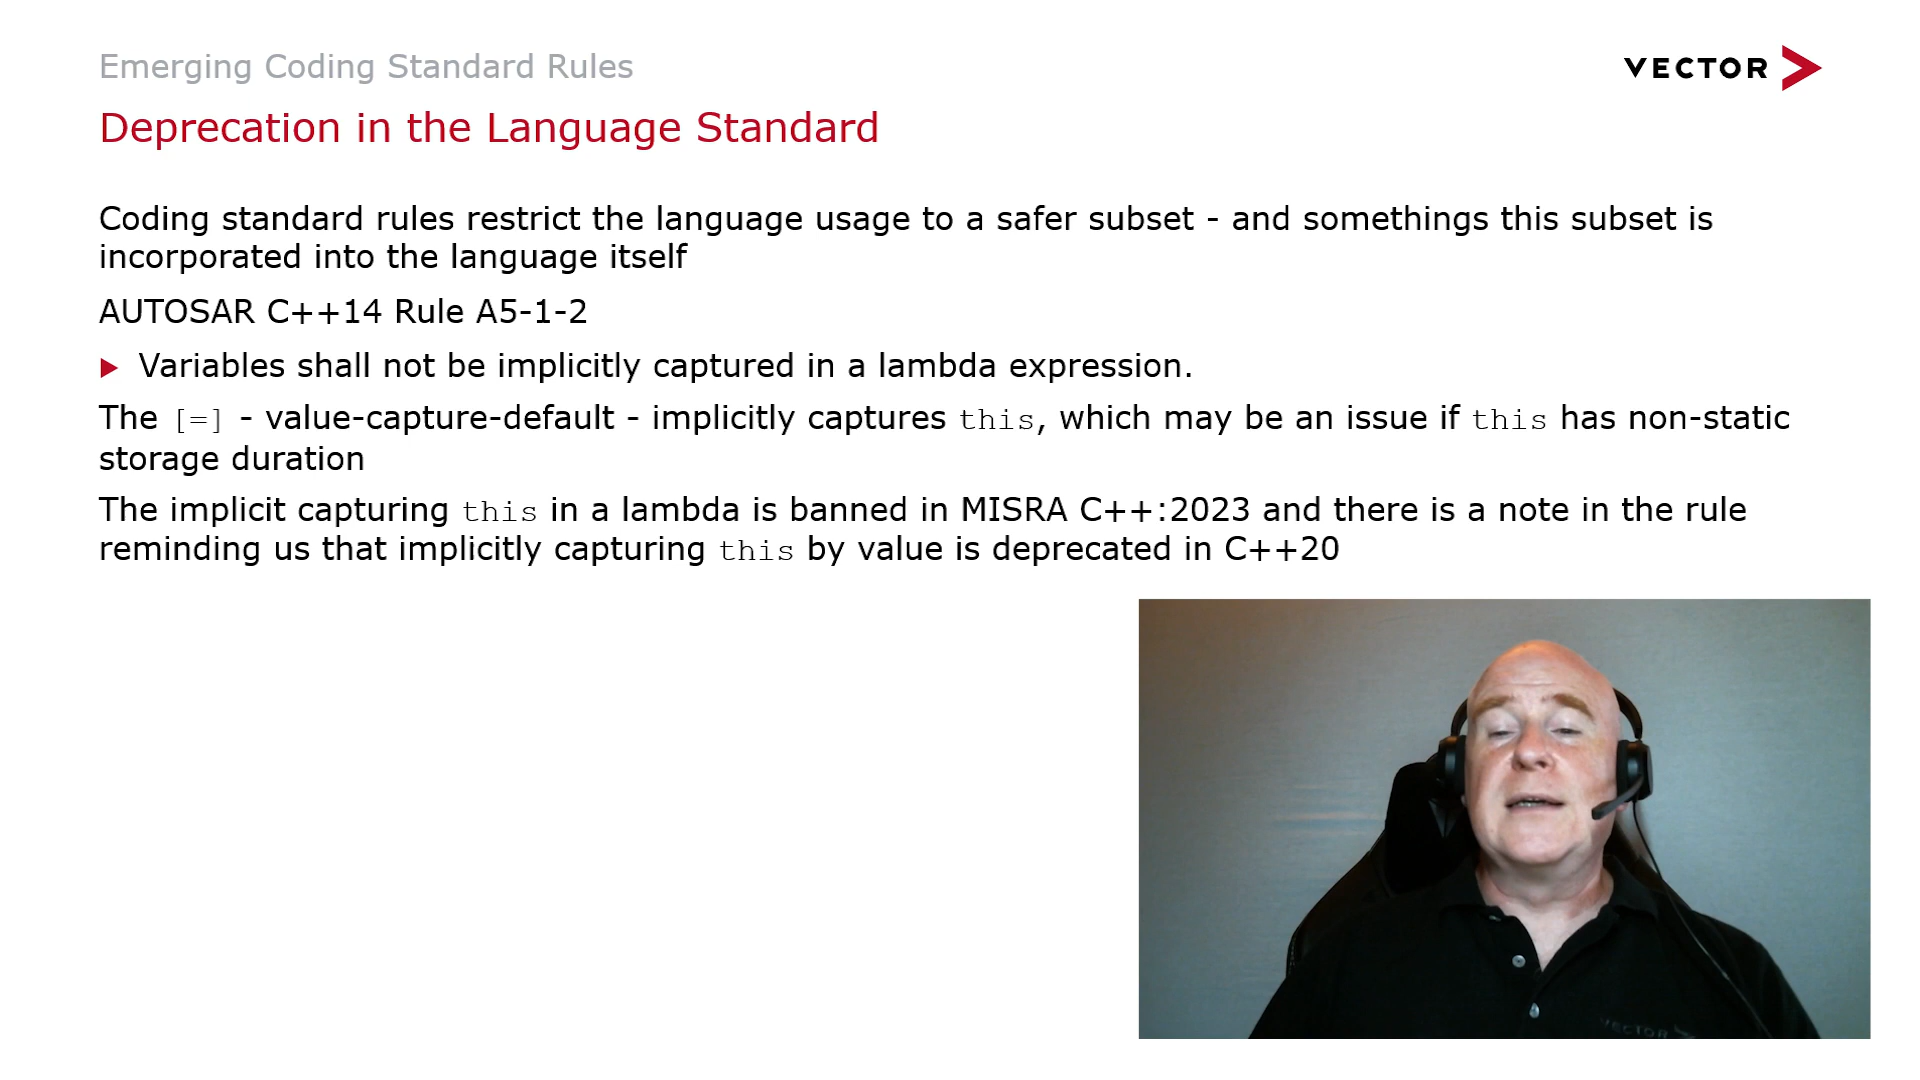 Emerging Coding Standard Rules
VECTOR
Deprecation in the Language Standard
Coding standard rules restrict the language usage to a safer subset - and somethings this subset is
incorporated into the language itself
AUTOSAR C++14 Rule A5-1-2
Variables shall not be implicitly captured in a lambda expression.
The [=] - value-capture-default - implicitly captures this, which may be an issue if this has non-static
storage duration
The implicit capturing this in a lambda is banned in MISRA C++:2023 and there is a note in the rule
reminding us that implicitly capturing this by value is deprecated in C++20
VECTOR